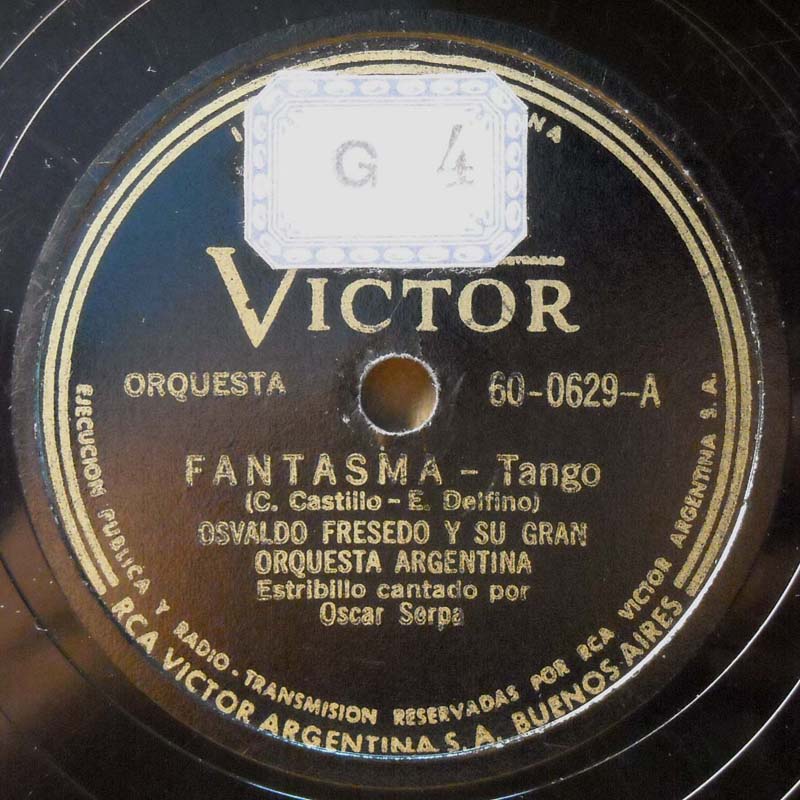 G 4
VICTOR
ORQUESTA
60-0629-A
FANTASMA - Tango
(C. Castillo - E. Delfino)
OSVALDO FRESEDO Y SU GRAN
ORQUESTA ARGENTINA
Estribillo cantado por
Oscar Serpa
EJECUCION PUBLICA Y RADIO-TRANSMISION RESERVADAS POR RCA VICTOR ARGENTINA S.A.
RCA VICTOR ARGENTINA S. A. BUENOS AIRES